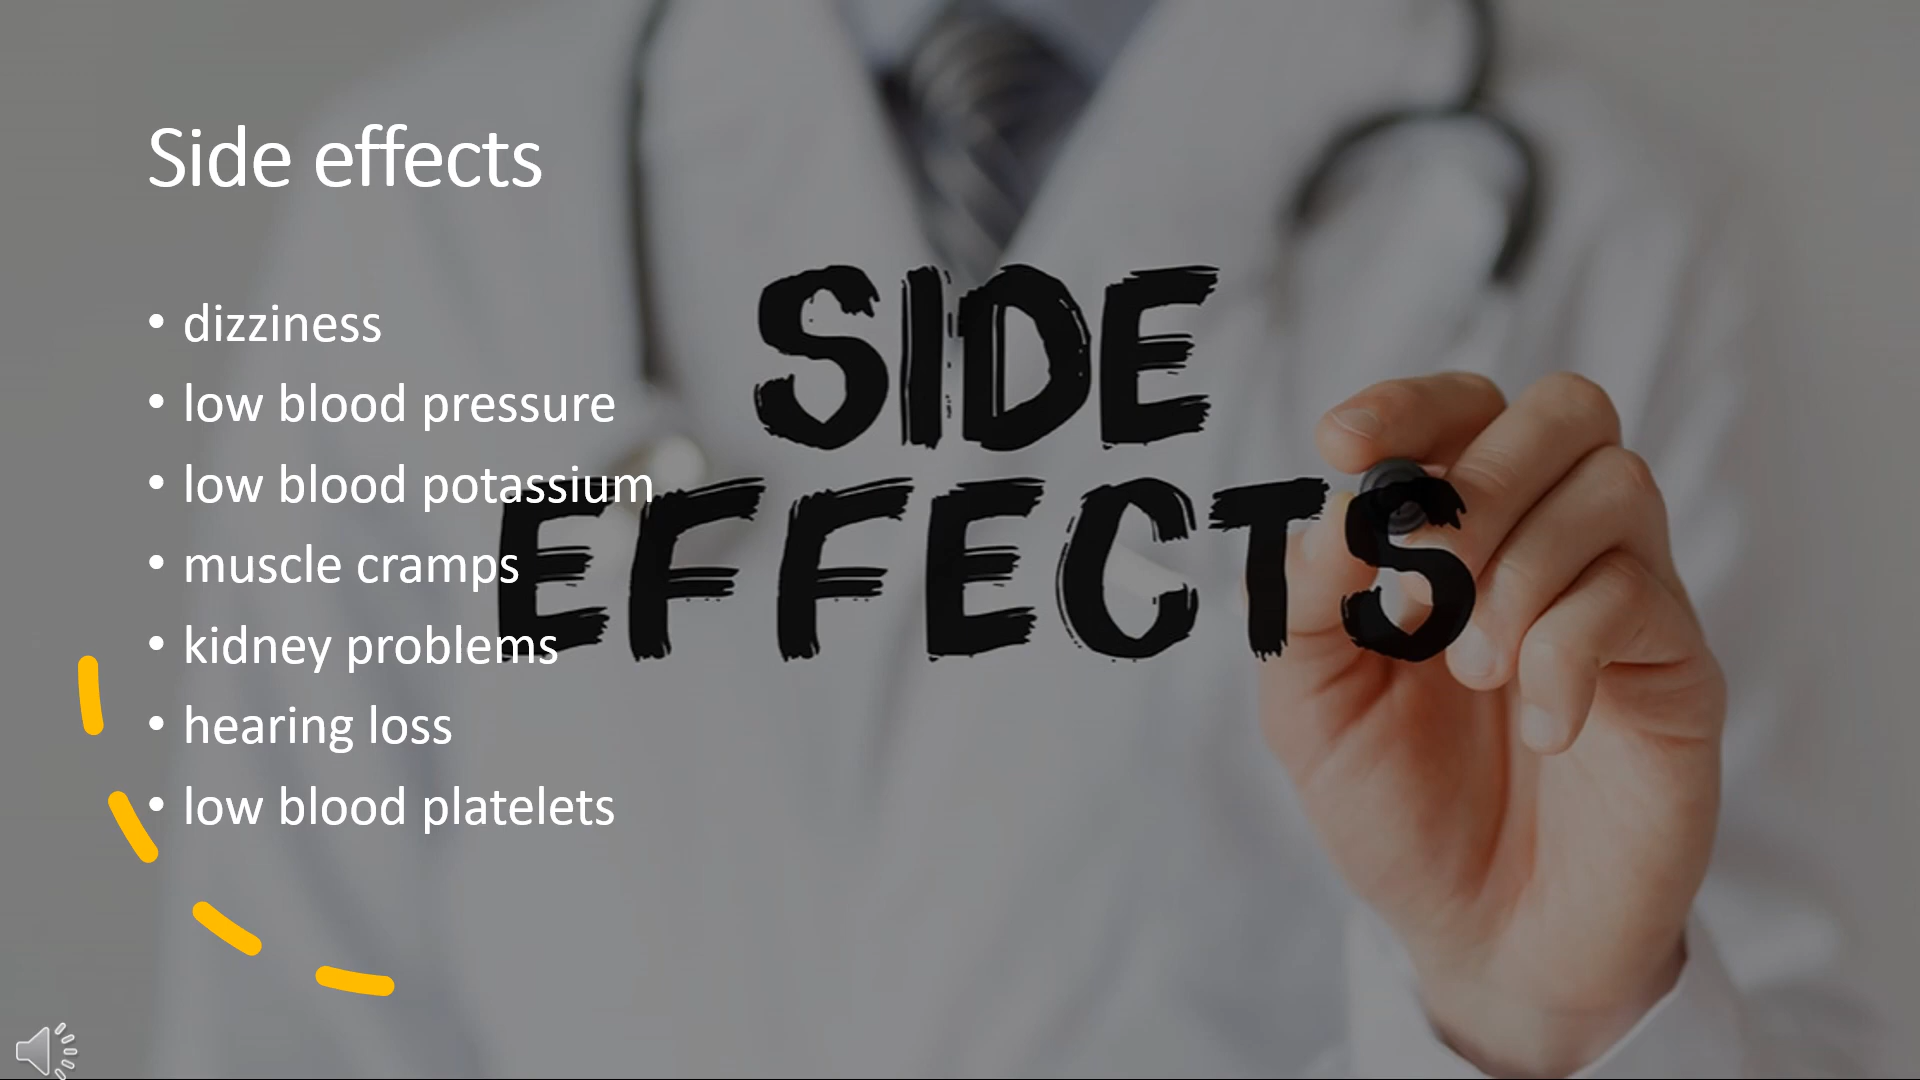 Side effects
• dizziness
• low blood pressure
• low blood potassium
• muscle cramps
• kidney problems
• hearing loss
• low blood platelets
SIDE
EFFECTS